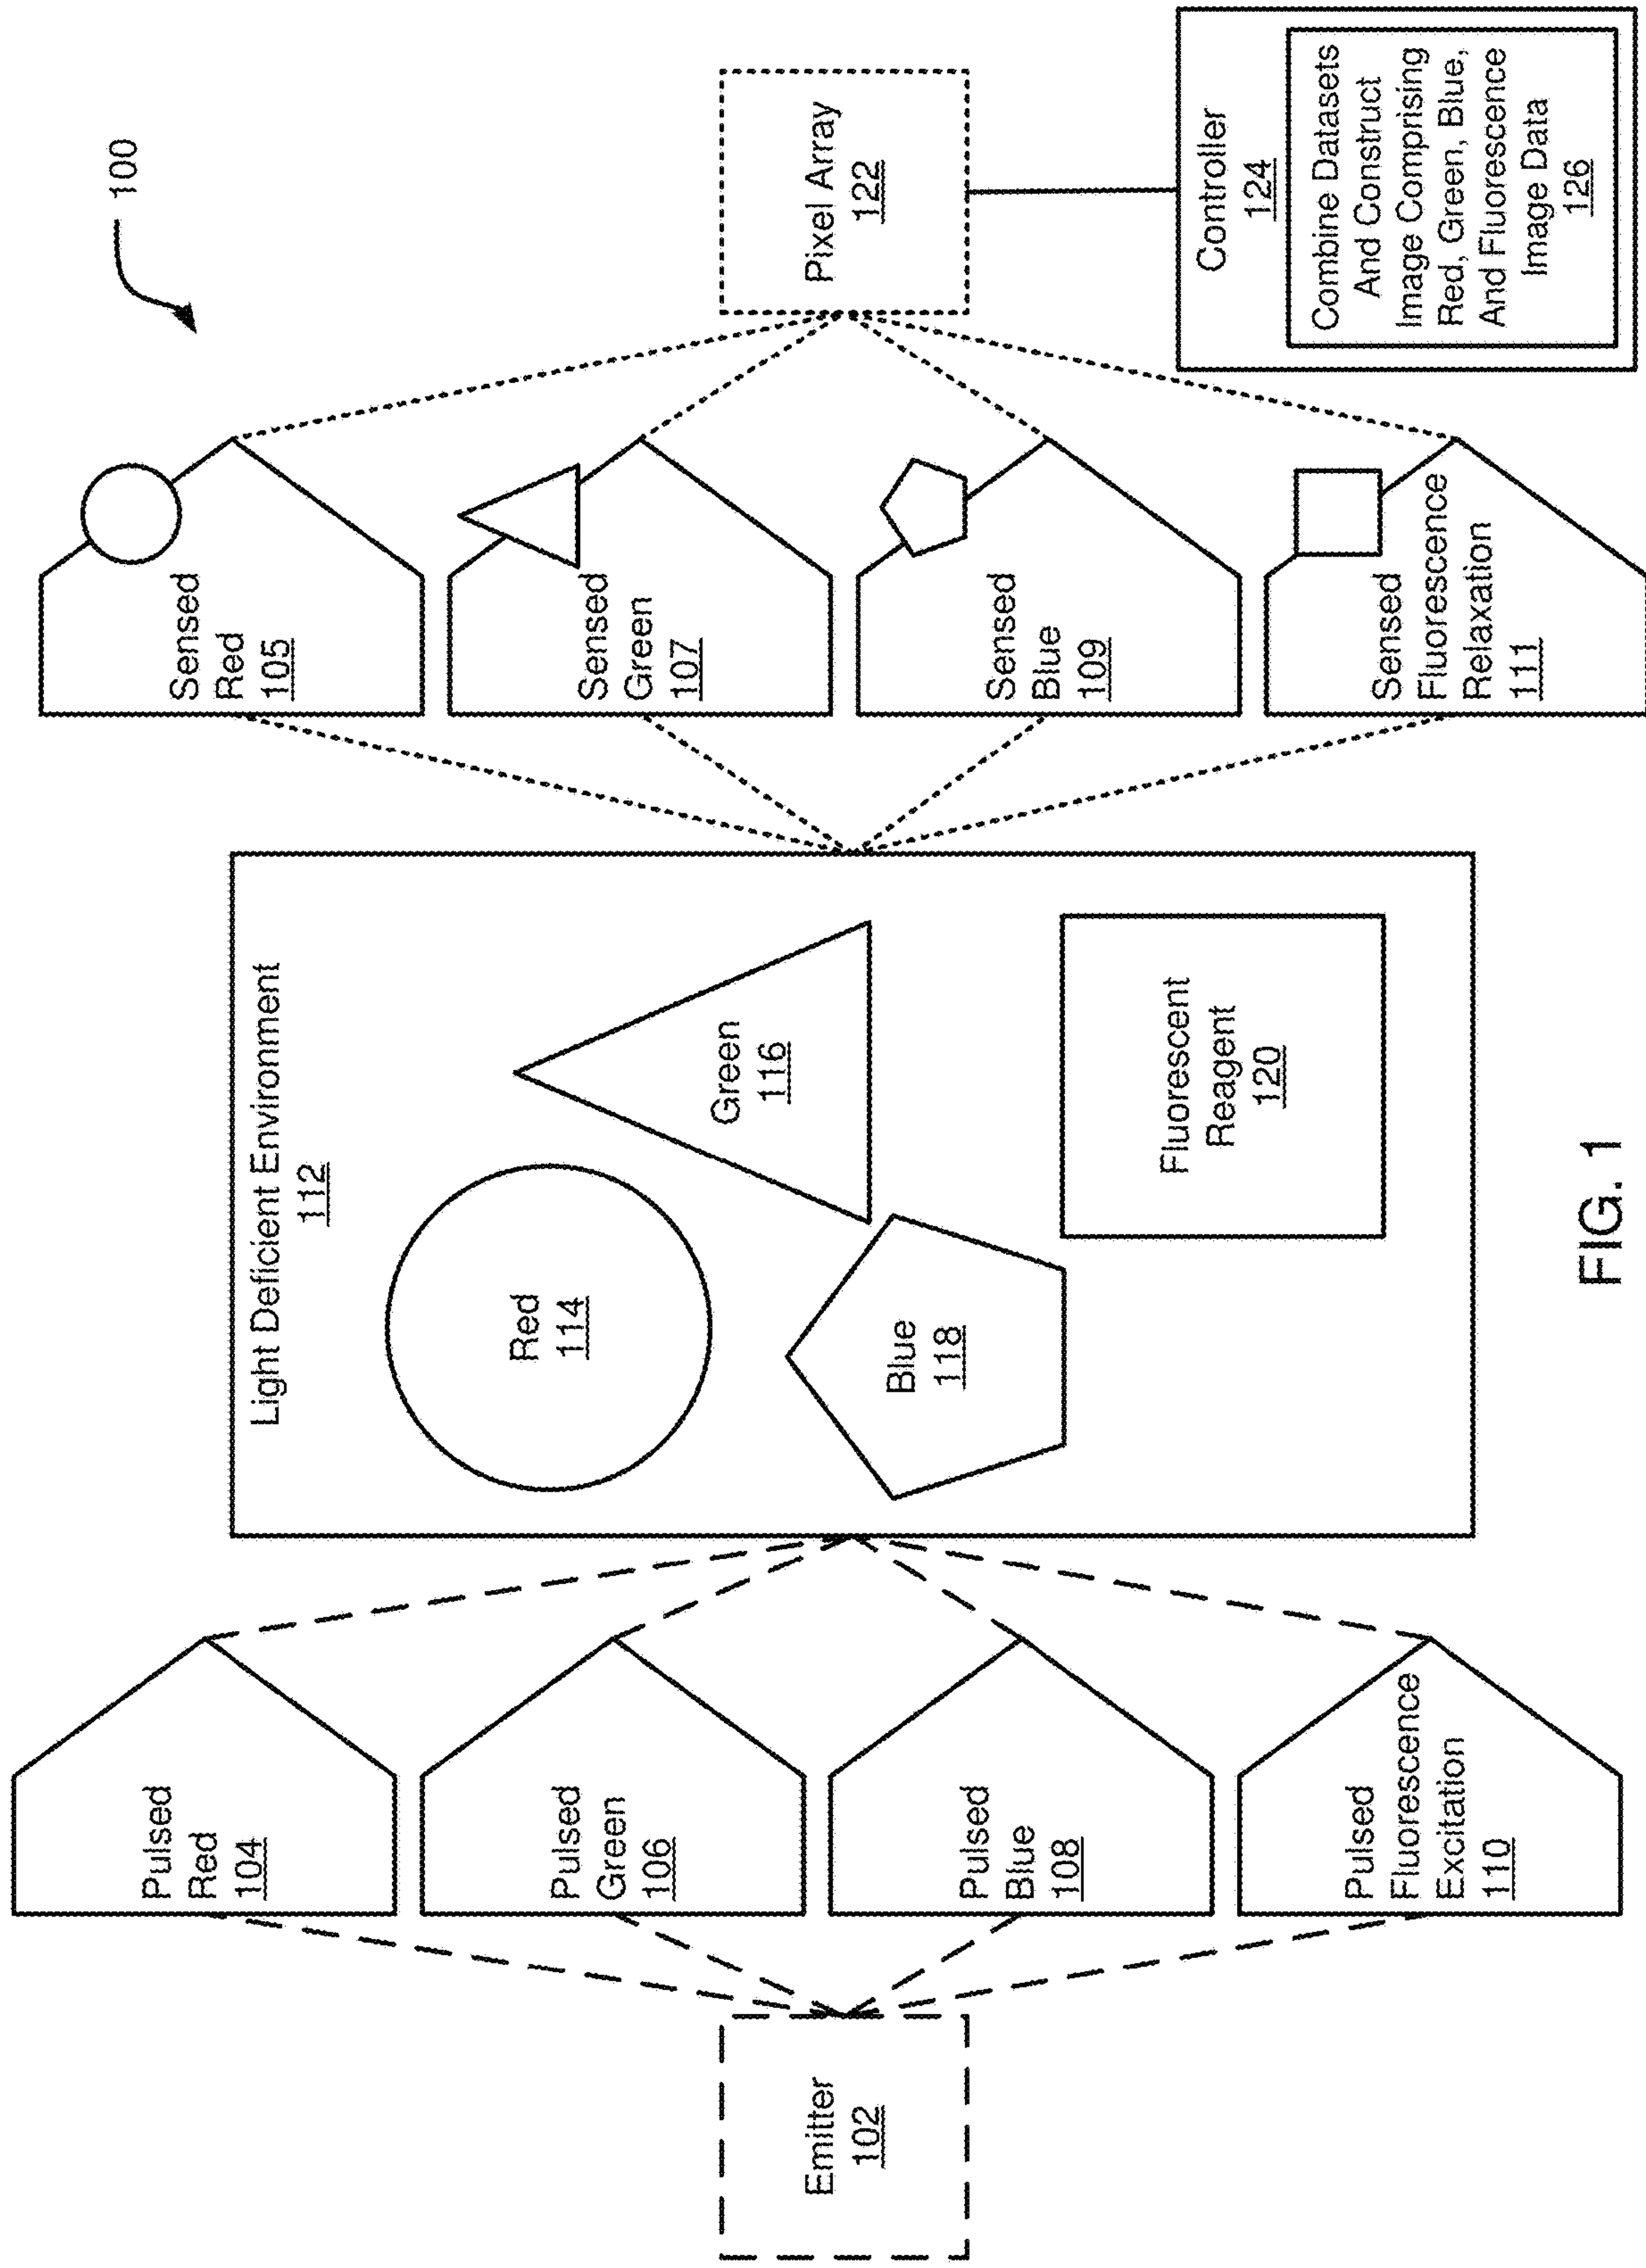 100
Emitter
102
Pulsed
Red
104
Pulsed
Green
106
Pulsed
Blue
108
Pulsed
Fluorescence
Excitation
110
Light Deficient Environment
112
Red
114
Green
116
Blue
118
Fluorescent
Reagent
120
Sensed
Red
105
Sensed
Green
107
Sensed
Blue
109
Sensed
Fluorescence
Relaxation
111
Pixel Array
122
Controller
124
Combine Datasets
And Construct
Image Comprising
Red, Green, Blue,
And Fluorescence
Image Data
126
FIG. 1